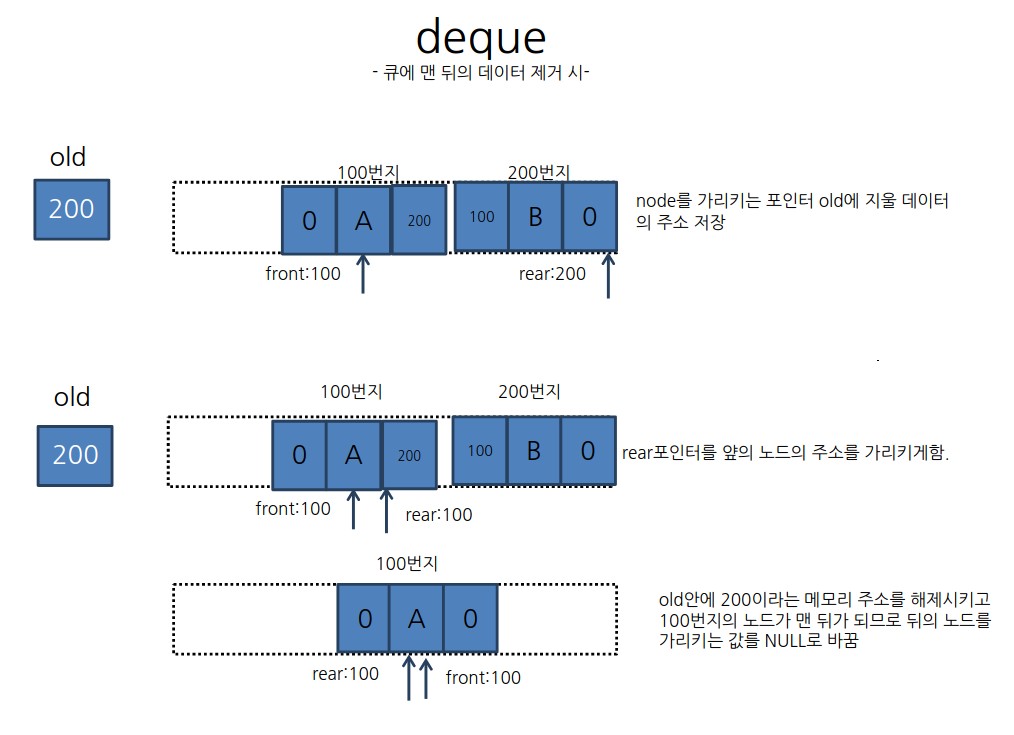 deque
- 큐에 맨 뒤의 데이터 제거 시-
old
200
100번지
200번지
0 A 200
100 B 0
front:100
rear:200
node를 가리키는 포인터 old에 지울 데이터
의 주소 저장
old
200
100번지
200번지
0 A 200
100 B 0
front:100
rear:100
rear포인터를 앞의 노드의 주소를 가리키게함.
100번지
0 A 0
rear:100
front:100
old안에 200이라는 메모리 주소를 해제시키고
100번지의 노드가 맨 뒤가 되므로 뒤의 노드를
가리키는 값를 NULL로 바꿈